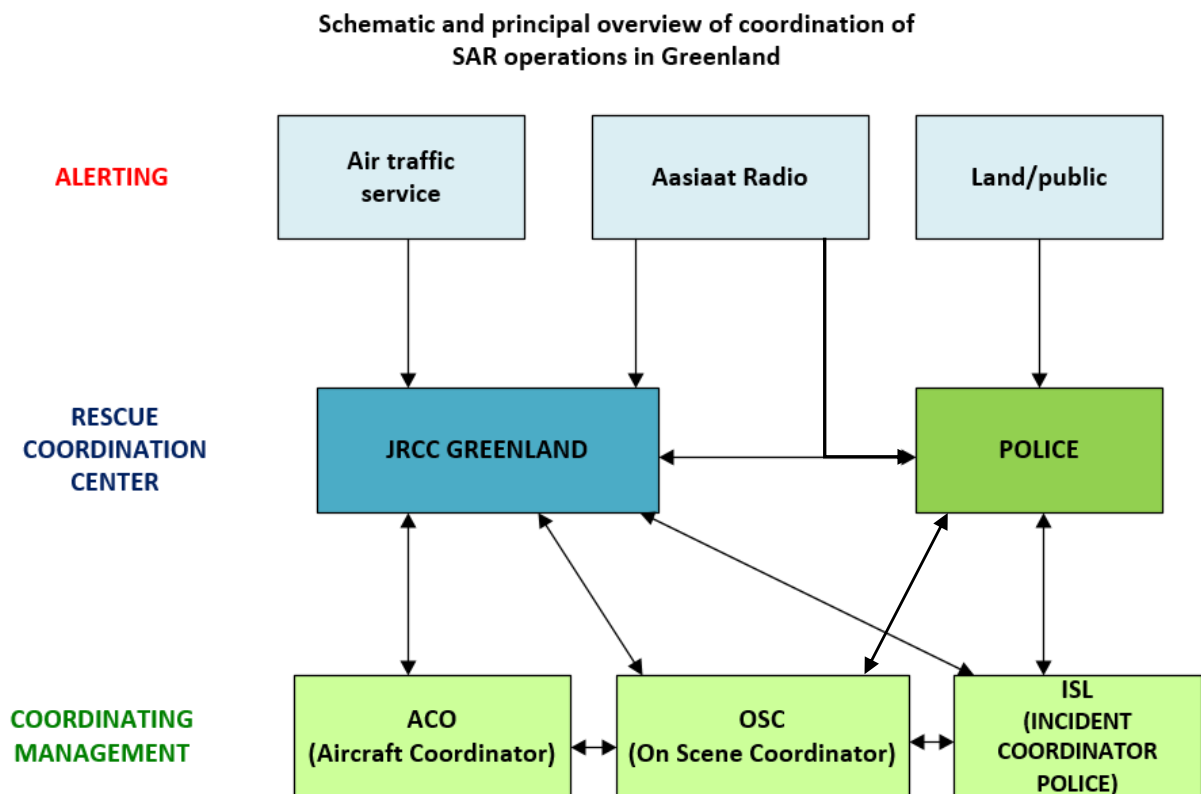 Schematic and principal overview of coordination of
SAR operations in Greenland
ALERTING
Air traffic
service
Aasiaat Radio
Land/public
RESCUE
COORDINATION
CENTER
JRCC GREENLAND
POLICE
COORDINATING
MANAGEMENT
ACO
(Aircraft Coordinator)
OSC
(On Scene Coordinator)
ISL
(INCIDENT
COORDINATOR
POLICE)